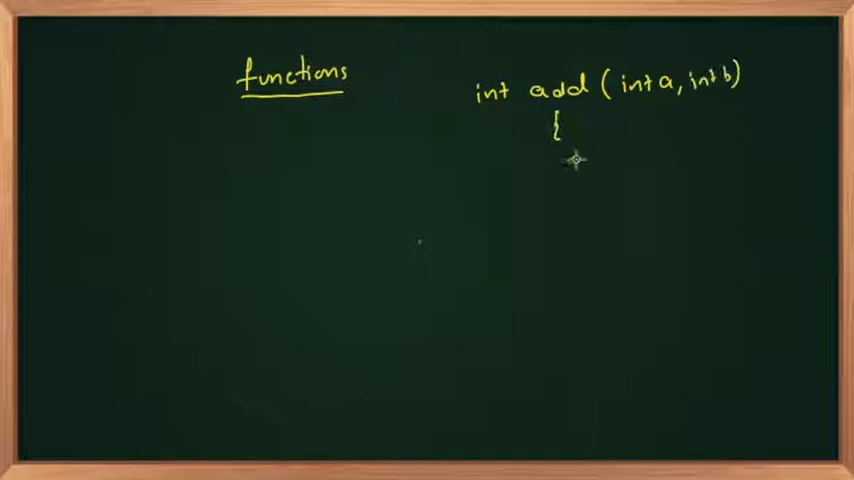 functions
int add (int a, int b)
{